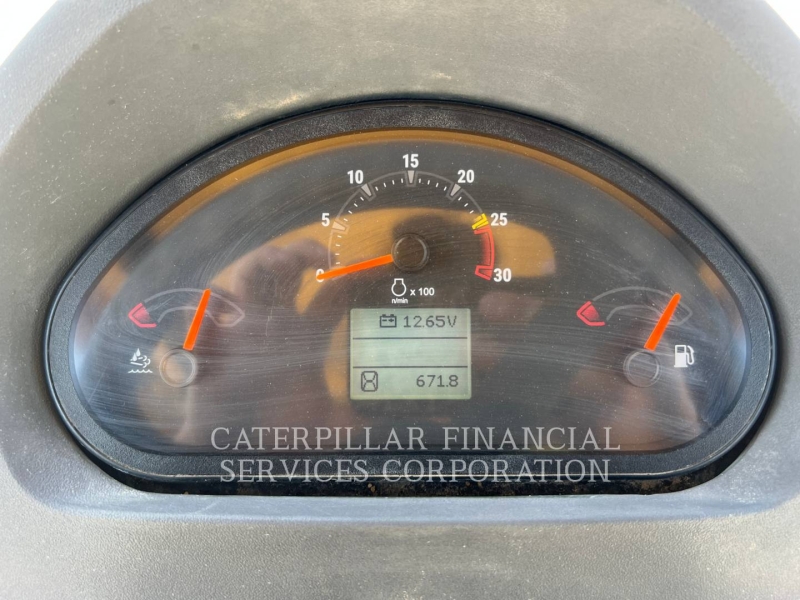 15
10
20
5
25
0
30
x 100
n/min
12.65V
671.8
CATERPILLAR FINANCIAL
SERVICES CORPORATION